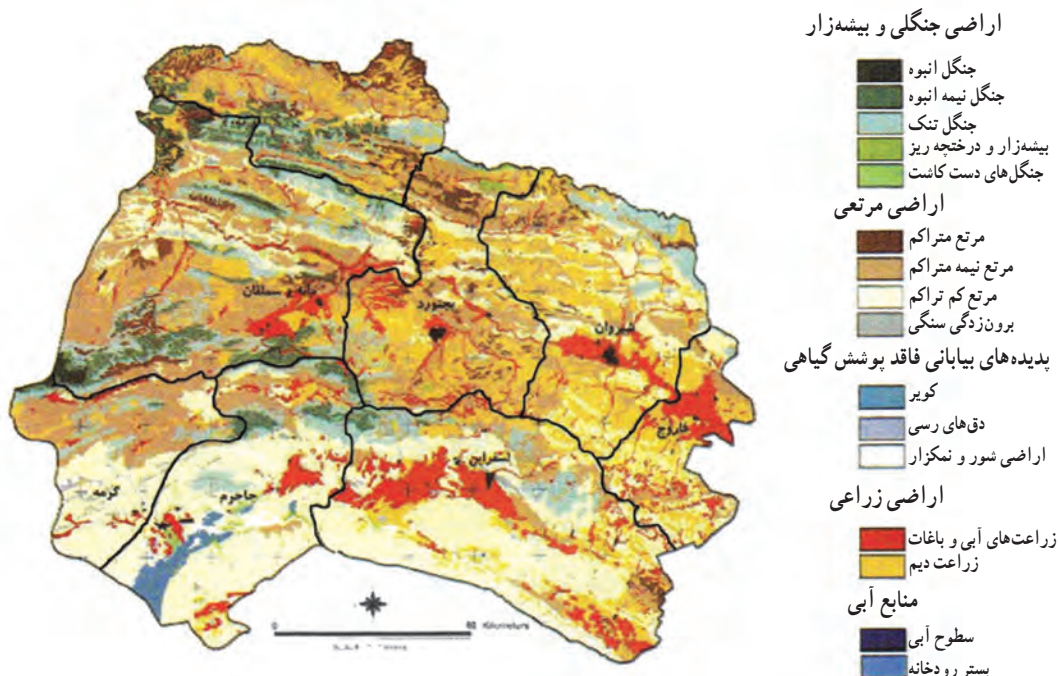 اراضی جنگلی و بیشه‌زار
جنگل انبوه
جنگل نیمه انبوه
جنگل تنک
بیشه‌زار و درختچه ریز
جنگل‌های دست کاشت
اراضی مرتعی
مرتع متراکم
مرتع نیمه متراکم
مرتع کم تراکم
برون‌زدگی سنگی
پدیده‌های بیابانی فاقد پوشش گیاهی
کویر
دق‌های رسی
اراضی شور و نمکزار
اراضی زراعی
زراعت‌های آبی و باغات
زراعت دیم
منابع آبی
سطوح آبی
بستر رودخانه
مانه و سملقان
بجنورد
شیروان
فاروج
اسفراین
جاجرم
گرمه
0 60 Kilometers